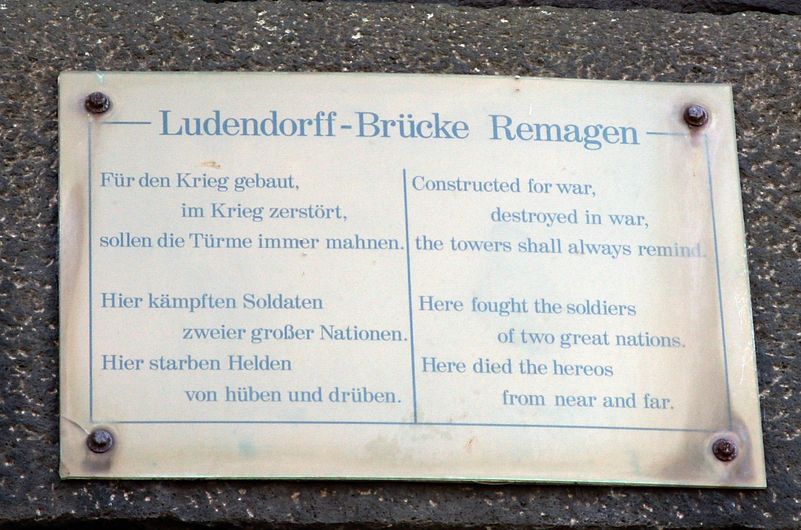 Ludendorff-Brücke Remagen
Für den Krieg gebaut,
im Krieg zerstört,
sollen die Türme immer mahnen.
Hier kämpften Soldaten
zweier großer Nationen.
Hier starben Helden
von hüben und drüben.
Constructed for war,
destroyed in war,
the towers shall always remind.
Here fought the soldiers
of two great nations.
Here died the hereos
from near and far.